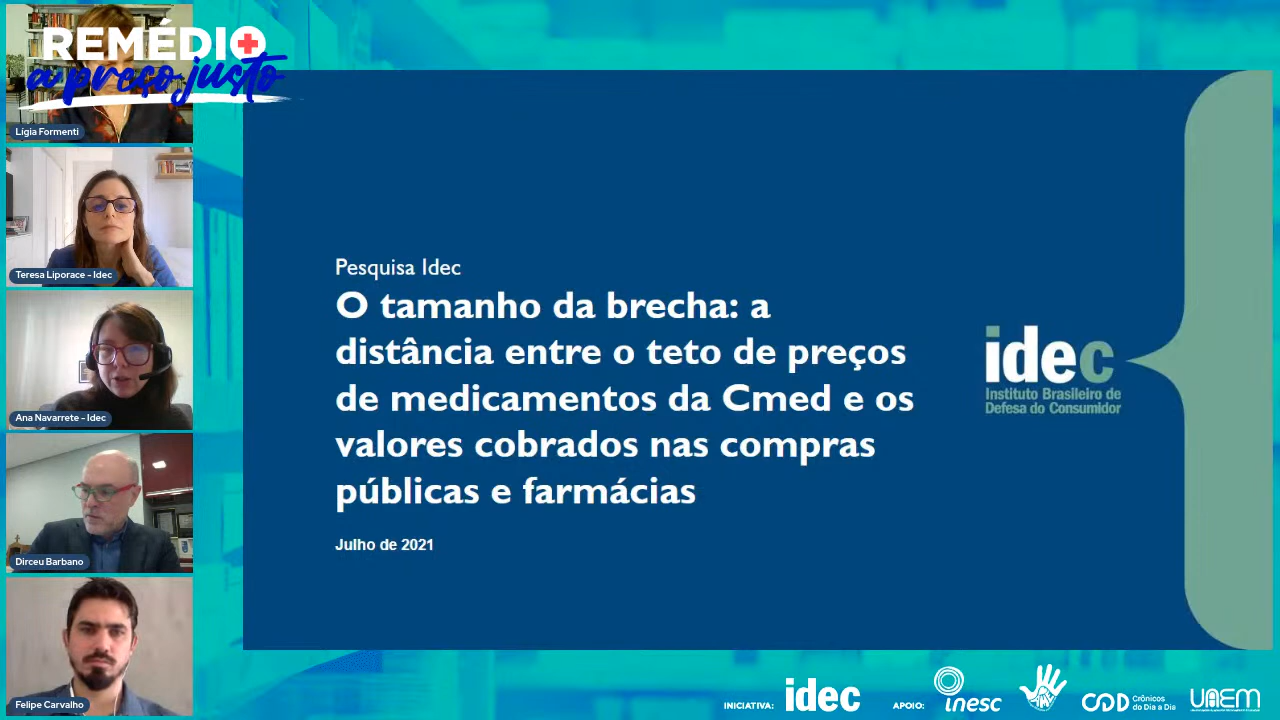 REMÉDIO
a preço justo
Lígia Formenti
Teresa Liporace - Idec
Ana Navarrete - Idec
Dirceu Barbano
Felipe Carvalho
Pesquisa Idec
O tamanho da brecha: a
distância entre o teto de preços
de medicamentos da Cmed e os
valores cobrados nas compras
públicas e farmácias
Julho de 2021
idec
Instituto Brasileiro de
Defesa do Consumidor
INICIATIVA: idec APOIO: inesc CDD Crônicos
do Dia a Dia UAEM